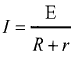 I = E / (R + r)